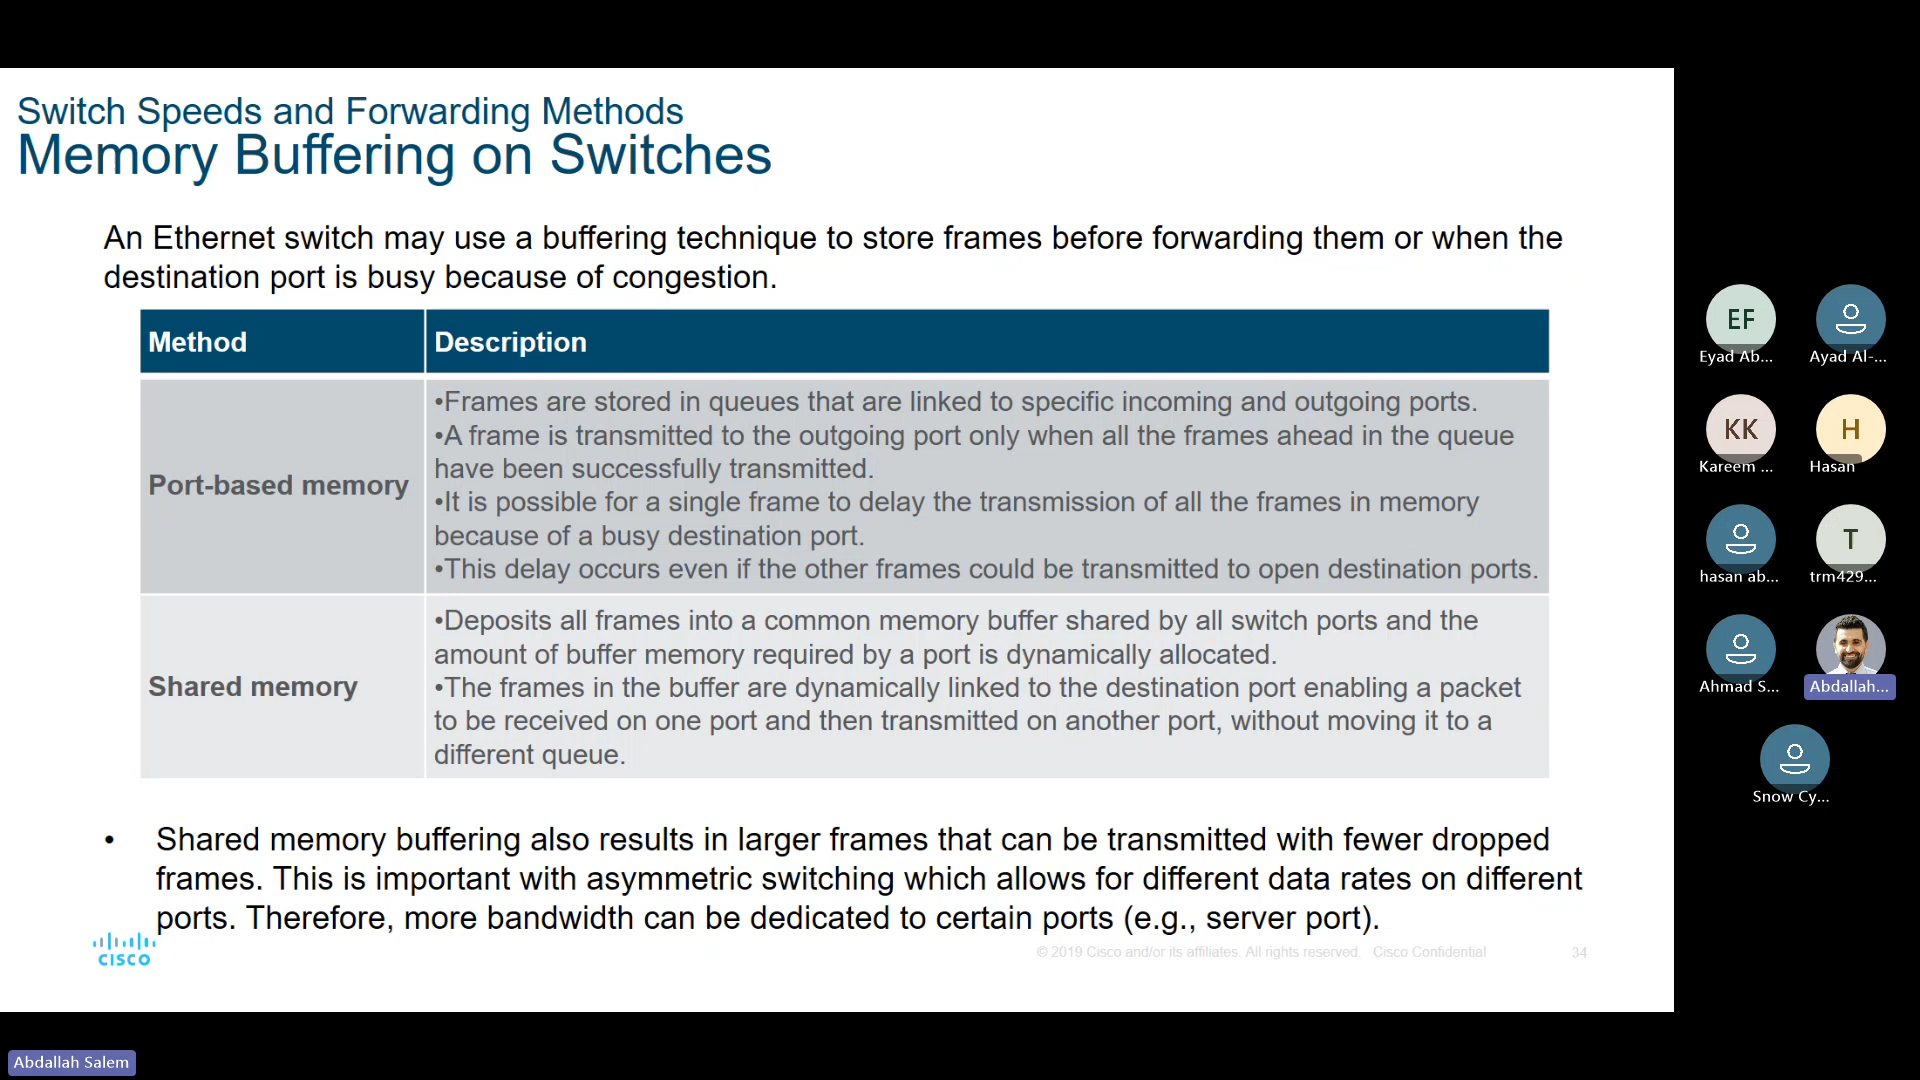 Switch Speeds and Forwarding Methods
Memory Buffering on Switches
An Ethernet switch may use a buffering technique to store frames before forwarding them or when the
destination port is busy because of congestion.
Method
Description
Port-based memory
•Frames are stored in queues that are linked to specific incoming and outgoing ports.
•A frame is transmitted to the outgoing port only when all the frames ahead in the queue
have been successfully transmitted.
•It is possible for a single frame to delay the transmission of all the frames in memory
because of a busy destination port.
•This delay occurs even if the other frames could be transmitted to open destination ports.
Shared memory
•Deposits all frames into a common memory buffer shared by all switch ports and the
amount of buffer memory required by a port is dynamically allocated.
•The frames in the buffer are dynamically linked to the destination port enabling a packet
to be received on one port and then transmitted on another port, without moving it to a
different queue.
• Shared memory buffering also results in larger frames that can be transmitted with fewer dropped
frames. This is important with asymmetric switching which allows for different data rates on different
ports. Therefore, more bandwidth can be dedicated to certain ports (e.g., server port).
CISCO
© 2019 Cisco and/or its affiliates. All rights reserved. Cisco Confidential
34
EF
Eyad Ab...
Ayad Al-...
KK
Kareem ...
H
Hasan
hasan ab...
T
trm429...
Ahmad S...
Abdallah...
Snow Cy...
Abdallah Salem